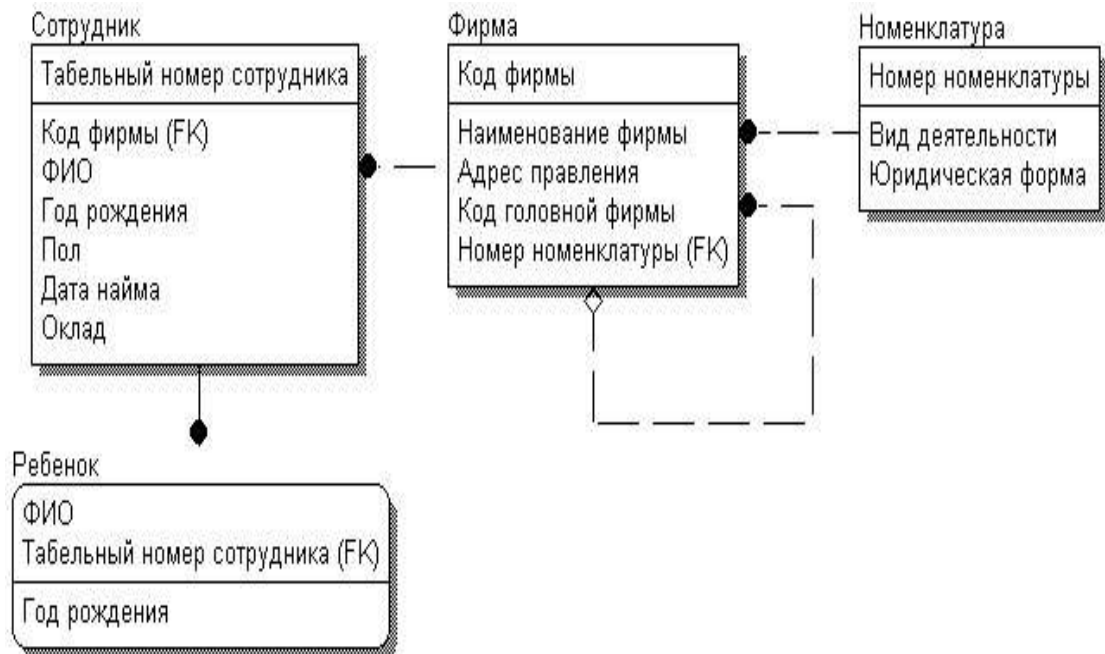 Сотрудник
Табельный номер сотрудника
Код фирмы (FK)
ФИО
Год рождения
Пол
Дата найма
Оклад
Фирма
Код фирмы
Наименование фирмы
Адрес правления
Код головной фирмы
Номер номенклатуры (FK)
Номенклатура
Номер номенклатуры
Вид деятельности
Юридическая форма
Ребенок
ФИО
Табельный номер сотрудника (FK)
Год рождения